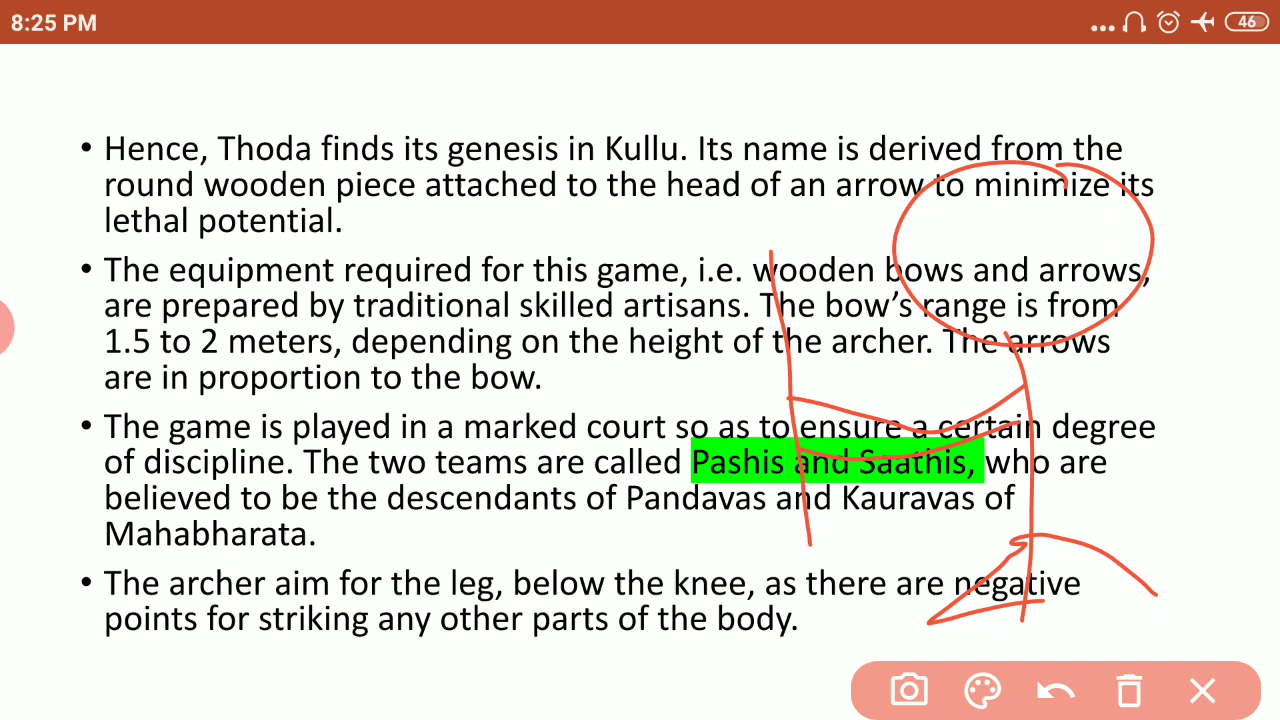 8:25 PM
46
• Hence, Thoda finds its genesis in Kullu. Its name is derived from the
round wooden piece attached to the head of an arrow to minimize its
lethal potential.
• The equipment required for this game, i.e. wooden bows and arrows,
are prepared by traditional skilled artisans. The bow's range is from
1.5 to 2 meters, depending on the height of the archer. The arrows
are in proportion to the bow.
• The game is played in a marked court so as to ensure a certain degree
of discipline. The two teams are called Pashis and Saathis, who are
believed to be the descendants of Pandavas and Kauravas of
Mahabharata.
• The archer aim for the leg, below the knee, as there are negative
points for striking any other parts of the body.